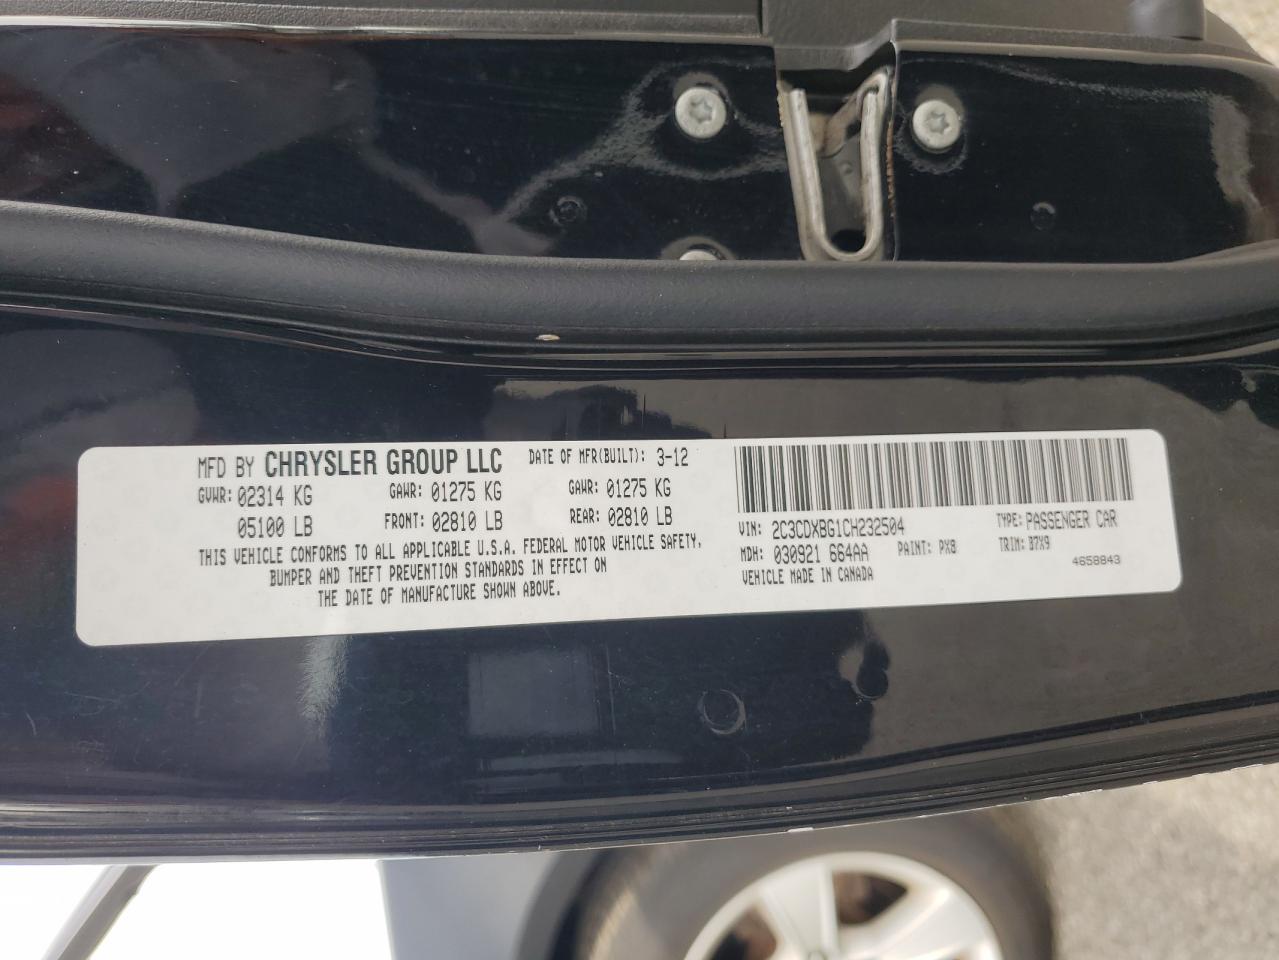 MFD BY CHRYSLER GROUP LLC DATE OF MFR(BUILT): 3-12
GVWR: 02314 KG GAWR: 01275 KG GAWR: 01275 KG
05100 LB FRONT: 02810 LB REAR: 02810 LB
THIS VEHICLE CONFORMS TO ALL APPLICABLE U.S.A. FEDERAL MOTOR VEHICLE SAFETY,
BUMPER AND THEFT PREVENTION STANDARDS IN EFFECT ON
THE DATE OF MANUFACTURE SHOWN ABOVE.
VIN: 2C3CDXBG1CH232504 TYPE: PASSENGER CAR
MDH: 030921 664AA PAINT: PX8 TRIM: B7X9
VEHICLE MADE IN CANADA 4658843